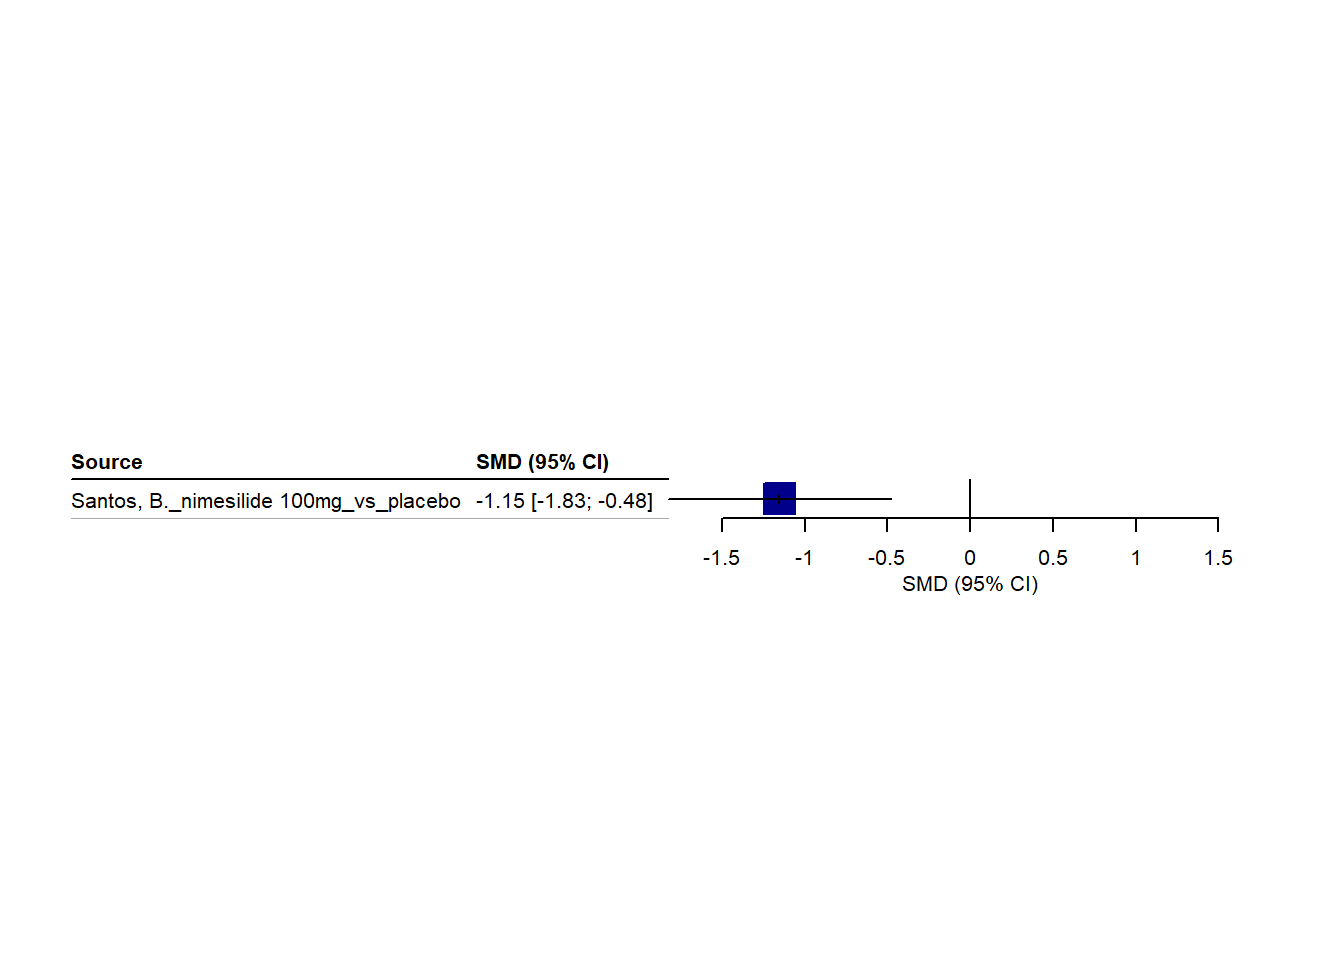 Source SMD (95% CI)
Santos, B._nimesilide 100mg_vs_placebo -1.15 [-1.83; -0.48]
-1.5 -1 -0.5 0 0.5 1 1.5
SMD (95% CI)